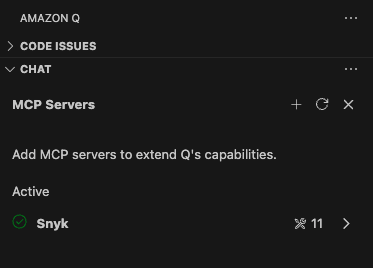 AMAZON Q
CODE ISSUES
CHAT
MCP Servers
Add MCP servers to extend Q's capabilities.
Active
Snyk 11